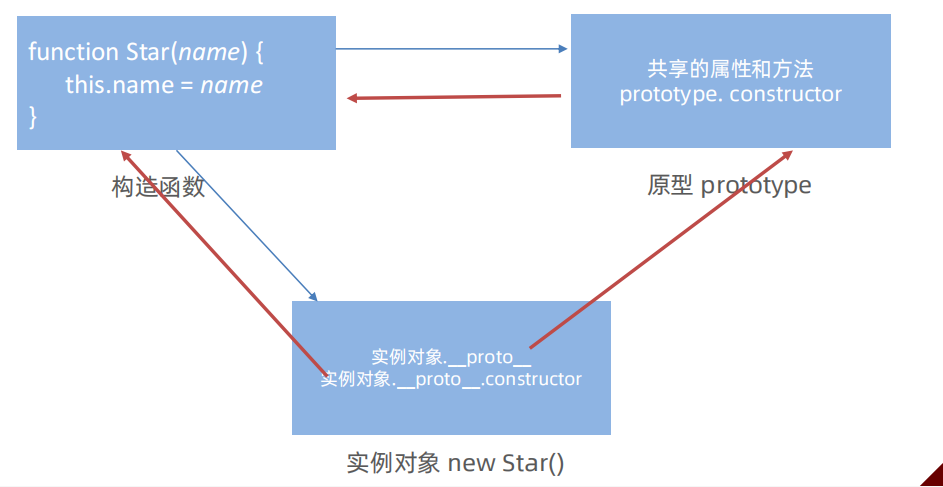 function Star(name) {
this.name = name
}
共享的属性和方法
prototype. constructor
构造函数
原型 prototype
实例对象.__proto__
实例对象.__proto__.constructor
实例对象 new Star()